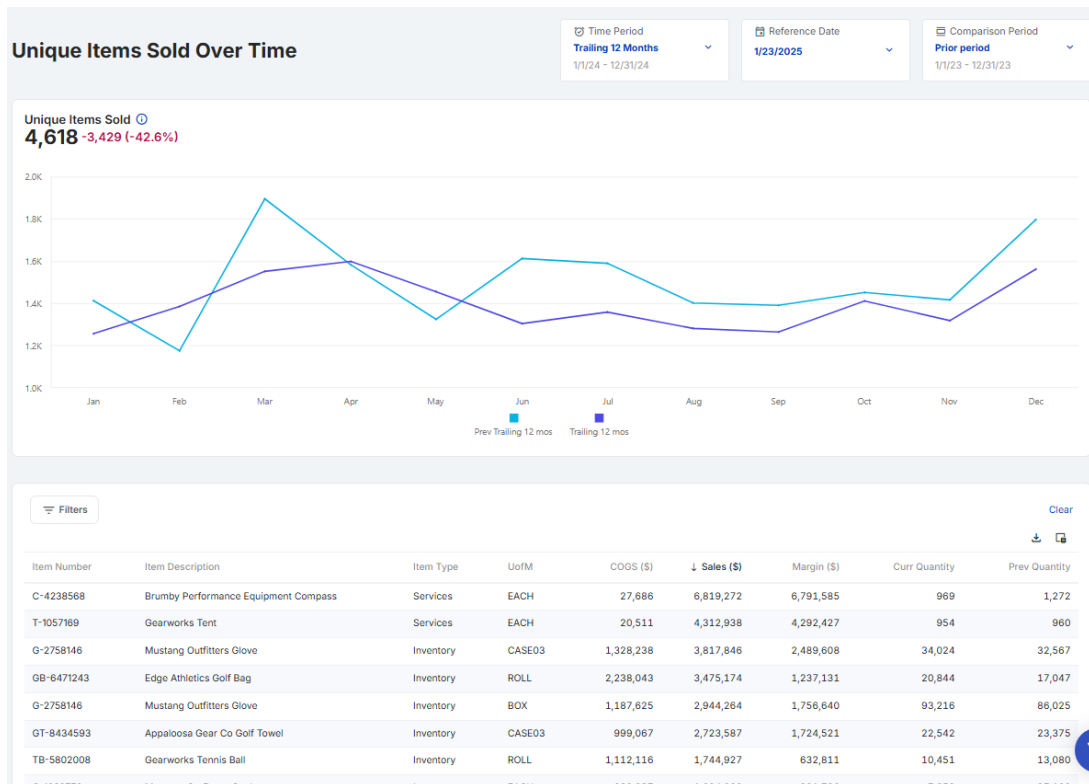 Unique Items Sold Over Time
Time Period
Trailing 12 Months
1/1/24 - 12/31/24
Reference Date
1/23/2025
Comparison Period
Prior period
1/1/23 - 12/31/23
Unique Items Sold
4,618 -3,429 (-42.6%)
2.0K
1.8K
1.6K
1.4K
1.2K
1.0K
Jan Feb Mar Apr May Jun Jul Aug Sep Oct Nov Dec
Prev Trailing 12 mos Trailing 12 mos
Filters
Clear
Item Number Item Description Item Type UofM COGS ($) ↓ Sales ($) Margin ($) Curr Quantity Prev Quantity
C-4238568 Brumby Performance Equipment Compass Services EACH 27,686 6,819,272 6,791,585 969 1,272
T-1057169 Gearworks Tent Services EACH 20,511 4,312,938 4,292,427 954 960
G-2758146 Mustang Outfitters Glove Inventory CASE03 1,328,238 3,817,846 2,489,608 34,024 32,567
GB-6471243 Edge Athletics Golf Bag Inventory ROLL 2,238,043 3,475,174 1,237,131 20,844 17,047
G-2758146 Mustang Outfitters Glove Inventory BOX 1,187,625 2,944,264 1,756,640 93,216 86,025
GT-8434593 Appaloosa Gear Co Golf Towel Inventory CASE03 999,067 2,723,587 1,724,521 22,542 23,375
TB-5802008 Gearworks Tennis Ball Inventory ROLL 1,112,116 1,744,927 632,811 10,451 13,080